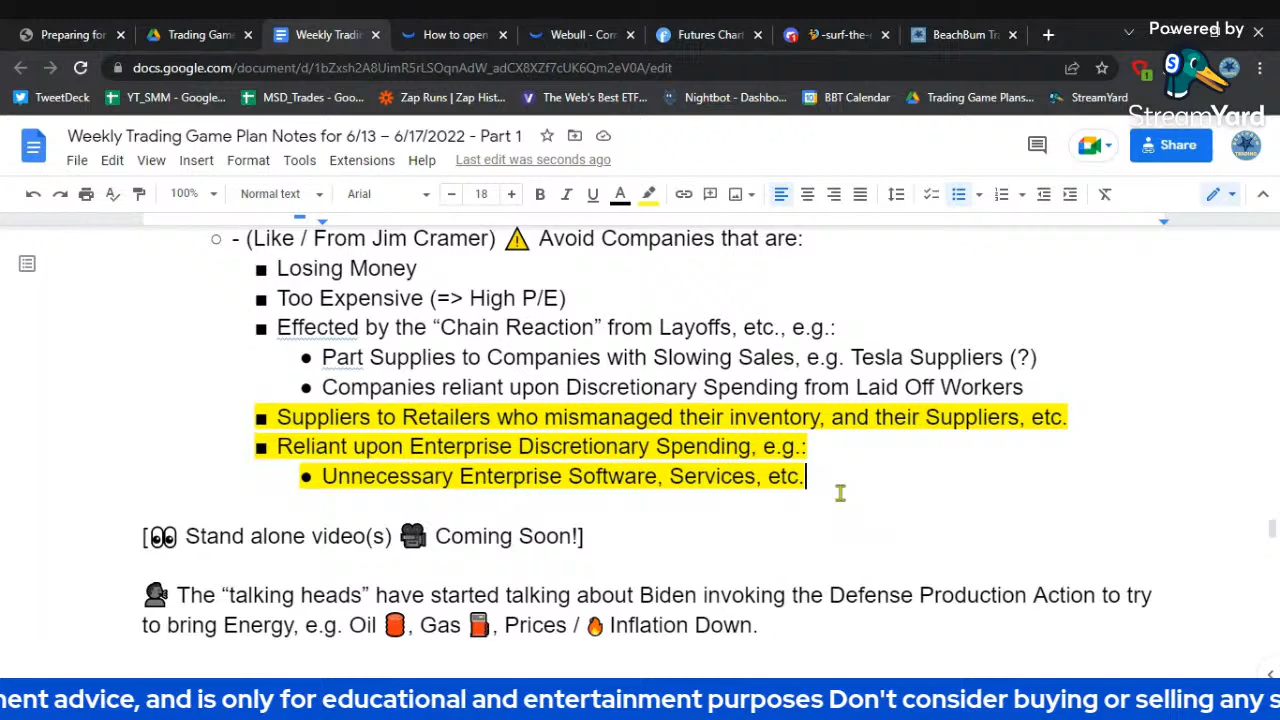 Powered by
Preparing for
Trading Gam
Weekly Tradin
How to open
Webull - Com
Futures Chart
-surf-the-
BeachBum Tr
docs.google.com/document/d/1bZxsh2A8UimR5rLSOqnAdW_adCX8XZf7cUK6Qm2eV0A/edit
TweetDeck
YT_SMM - Google...
MSD_Trades - Goo...
Zap Runs | Zap Hist...
The Web's Best ETF...
Nightbot - Dashbo...
BBT Calendar
Trading Game Plans...
StreamYard
StreamYard
Weekly Trading Game Plan Notes for 6/13 – 6/17/2022 - Part 1
Share
File Edit View Insert Format Tools Extensions Help Last edit was seconds ago
100% Normal text Arial 18 B I U A
○ - (Like / From Jim Cramer) ⚠️ Avoid Companies that are:
■ Losing Money
■ Too Expensive (=> High P/E)
■ Effected by the “Chain Reaction” from Layoffs, etc., e.g.:
● Part Supplies to Companies with Slowing Sales, e.g. Tesla Suppliers (?)
● Companies reliant upon Discretionary Spending from Laid Off Workers
■ Suppliers to Retailers who mismanaged their inventory, and their Suppliers, etc.
■ Reliant upon Enterprise Discretionary Spending, e.g.:
● Unnecessary Enterprise Software, Services, etc.
[👀 Stand alone video(s) 🎥 Coming Soon!]
🗣 The “talking heads” have started talking about Biden invoking the Defense Production Action to try
to bring Energy, e.g. Oil 🛢, Gas ⛽, Prices / 🔥 Inflation Down.
ment advice, and is only for educational and entertainment purposes Don't consider buying or selling any s